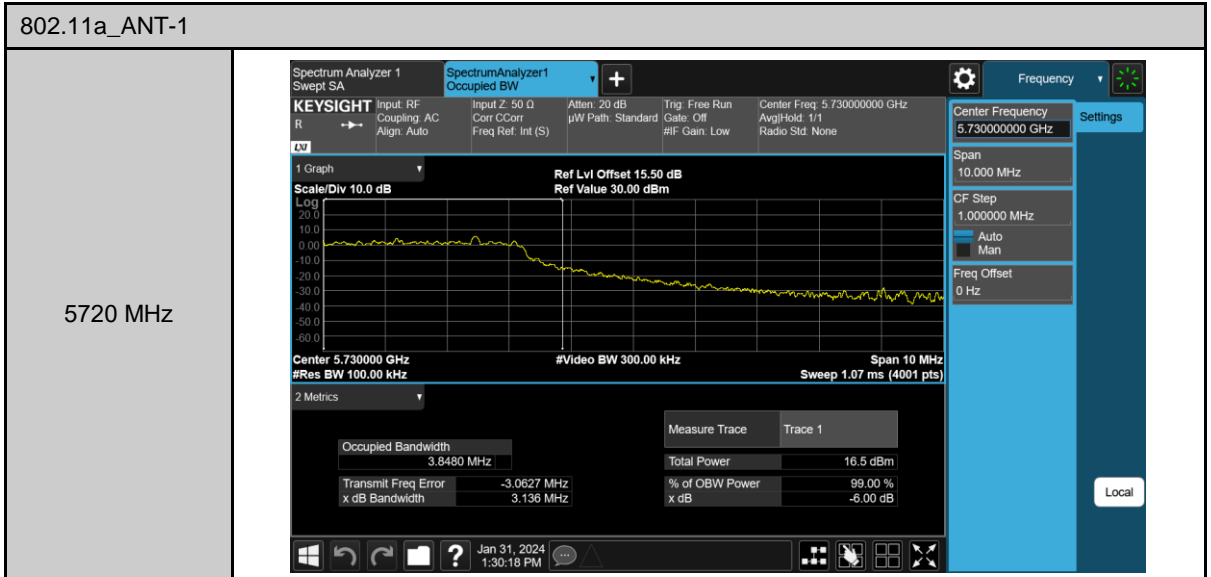 802.11a_ANT-1
5720 MHz
Spectrum Analyzer 1
Swept SA
SpectrumAnalyzer1
Occupied BW
Frequency
KEYSIGHT
R
LXI
Input: RF
Coupling: AC
Align: Auto
Input Z: 50 Ω
Corr CCorr
Freq Ref: Int (S)
Atten: 20 dB
µW Path: Standard
Trig: Free Run
Gate: Off
#IF Gain: Low
Center Freq: 5.730000000 GHz
Avg|Hold: 1/1
Radio Std: None
Center Frequency
5.730000000 GHz
Settings
Span
10.000 MHz
CF Step
1.000000 MHz
Auto
Man
Freq Offset
0 Hz
Local
1 Graph
Scale/Div 10.0 dB
Ref Lvl Offset 15.50 dB
Ref Value 30.00 dBm
Log
20.0
10.0
0.00
-10.0
-20.0
-30.0
-40.0
-50.0
-60.0
Center 5.730000 GHz
#Video BW 300.00 kHz
Span 10 MHz
#Res BW 100.00 kHz
Sweep 1.07 ms (4001 pts)
2 Metrics
Measure Trace
Trace 1
Occupied Bandwidth
3.8480 MHz
Total Power
16.5 dBm
Transmit Freq Error
-3.0627 MHz
% of OBW Power
99.00 %
x dB Bandwidth
3.136 MHz
x dB
-6.00 dB
?
Jan 31, 2024
1:30:18 PM